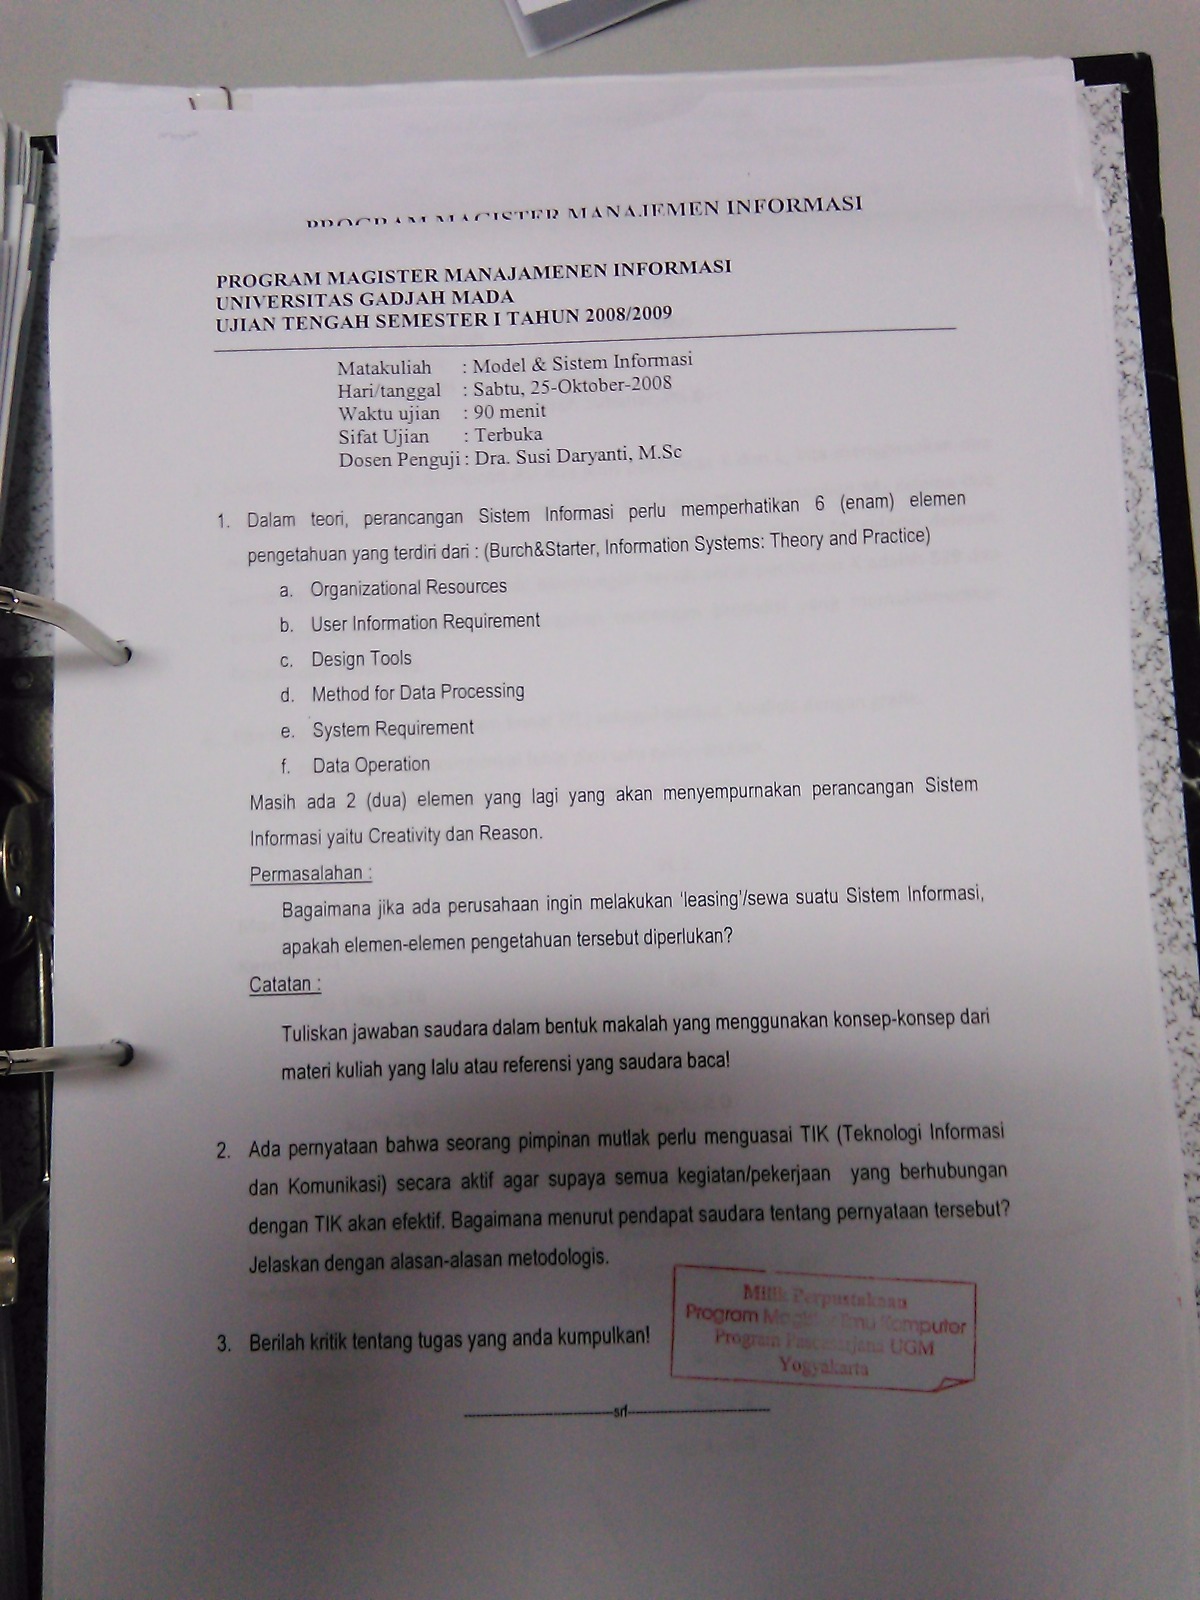 MANAJEMEN INFORMASI
PROGRAM MAGISTER MANAJAMENEN INFORMASI
UNIVERSITAS GADJAH MADA
UJIAN TENGAH SEMESTER I TAHUN 2008/2009
Matakuliah : Model & Sistem Informasi
Hari/tanggal : Sabtu, 25-Oktober-2008
Waktu ujian : 90 menit
Sifat Ujian : Terbuka
Dosen Penguji : Dra. Susi Daryanti, M.Sc
1. Dalam teori, perancangan Sistem Informasi perlu memperhatikan 6 (enam) elemen
pengetahuan yang terdiri dari : (Burch&Starter, Information Systems: Theory and Practice)
a. Organizational Resources
b. User Information Requirement
c. Design Tools
d. Method for Data Processing
e. System Requirement
f. Data Operation
Masih ada 2 (dua) elemen yang lagi yang akan menyempurnakan perancangan Sistem
Informasi yaitu Creativity dan Reason.
Permasalahan :
Bagaimana jika ada perusahaan ingin melakukan 'leasing'/sewa suatu Sistem Informasi,
apakah elemen-elemen pengetahuan tersebut diperlukan?
Catatan :
Tuliskan jawaban saudara dalam bentuk makalah yang menggunakan konsep-konsep dari
materi kuliah yang lalu atau referensi yang saudara baca!
2. Ada pernyataan bahwa seorang pimpinan mutlak perlu menguasai TIK (Teknologi Informasi
dan Komunikasi) secara aktif agar supaya semua kegiatan/pekerjaan yang berhubungan
dengan TIK akan efektif. Bagaimana menurut pendapat saudara tentang pernyataan tersebut?
Jelaskan dengan alasan-alasan metodologis.
3. Berilah kritik tentang tugas yang anda kumpulkan!
Milik Perpustakaan
Program Magister Ilmu Komputer
Program Pascasarjana UGM
Yogyakarta
srl